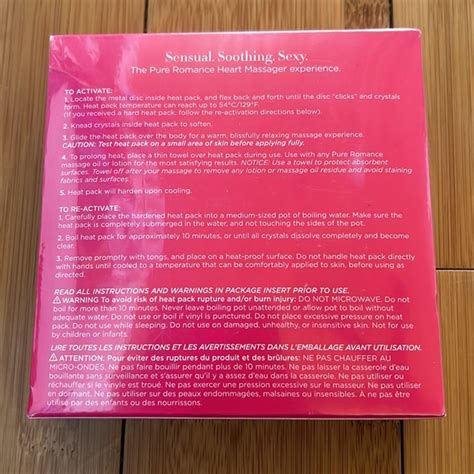 Sensual. Soothing. Sexy.
The Pure Romance Heart Massager experience.
TO ACTIVATE:
1. Locate the metal disc inside heat pack, and flex back and forth until the disc "clicks" and crystals
form. Heat pack temperature can reach up to 54°C/129°F.
(If you received a hard heat pack, follow the re-activation directions below)
2. Knead crystals inside heat pack to soften.
3. Glide the heat pack over the body for a warm, blissfully relaxing massage experience.
CAUTION: Test heat pack on a small area of skin before applying fully.
4. To prolong heat, place a thin towel over heat pack during use. Use with any Pure Romance
massage oil or lotion for the most satisfying results. NOTICE: Use a towel to protect absorbent
surfaces. Towel off after your massage to remove any lotion or massage oil residue and avoid staining
fabrics and surfaces.
5. Heat pack will harden upon cooling.
TO RE-ACTIVATE:
1. Carefully place the hardened heat pack into a medium-sized pot of boiling water. Make sure the
heat pack is completely submerged in the water, and not touching the sides of the pot.
2. Boil heat pack for approximately 10 minutes, or until all crystals dissolve completely and become
clear.
3. Remove promptly with tongs, and place on a heat-proof surface. Do not handle heat pack directly
with hands until cooled to a temperature that can be comfortably applied to skin, before using as
directed.
READ ALL INSTRUCTIONS AND WARNINGS IN PACKAGE INSERT PRIOR TO USE.
⚠ WARNING To avoid risk of heat pack rupture and/or burn injury: DO NOT MICROWAVE. Do not
boil for more than 10 minutes. Never leave boiling pot unattended or allow pot to boil without
adequate water. Do not use or boil if vinyl is punctured. Do not place excessive pressure on heat
pack. Do not use while sleeping. Do not use on damaged, unhealthy, or insensitive skin. Not for use
by children or infants.
LIRE TOUTES LES INSTRUCTIONS ET LES AVERTISSEMENTS DANS L'EMBALLAGE AVANT UTILISATION.
⚠ ATTENTION: Pour éviter des ruptures du produit et des brûlures: NE PAS CHAUFFER AU
MICRO-ONDES. Ne pas faire bouillir pendant plus de 10 minutes. Ne pas laisser la casserole d'eau
bouillante sans surveillance et s'assurer qu'il y a assez d'eau dans la casserole. Ne pas utiliser ou
réchauffer si le vinyle est troué. Ne pas exercer une pression excessive sur le masseur. Ne pas utiliser
en dormant. Ne pas utiliser sur des peaux endommagées, malsaines ou insensibles. À ne pas utiliser
par des enfants ou des nourrissons.